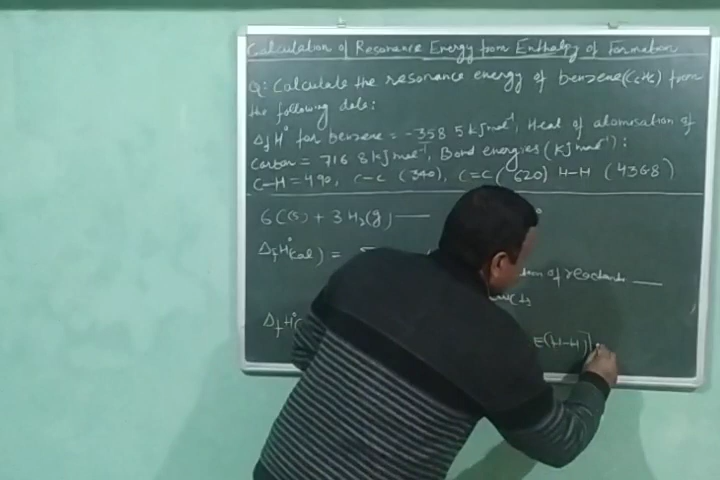 Calculation of Resonance Energy from Enthalpy of Formation
Q: Calculate the resonance energy of benzene (C₆H₆) from
the following data:
ΔfH° for benzene = -358 5 kJ mol⁻¹, Heat of atomisation of
Carbon = 716 8 kJ mol⁻¹, Bond energies (kJ mol⁻¹):
C-H = 490, C-C (340), C=C (620) H-H (436.8)
6 C(s) + 3 H₂(g) —
ΔfH°cal) =
of reactants —
ΔfH°(
E(H-H)]